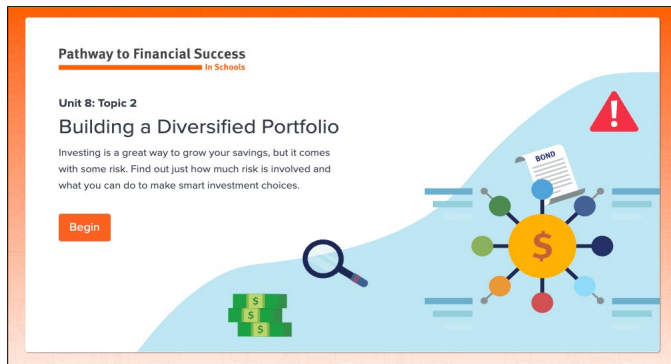 Pathway to Financial Success
In Schools
Unit 8: Topic 2
Building a Diversified Portfolio
Investing is a great way to grow your savings, but it comes
with some risk. Find out just how much risk is involved and
what you can do to make smart investment choices.
Begin
BOND
$
$
$
$